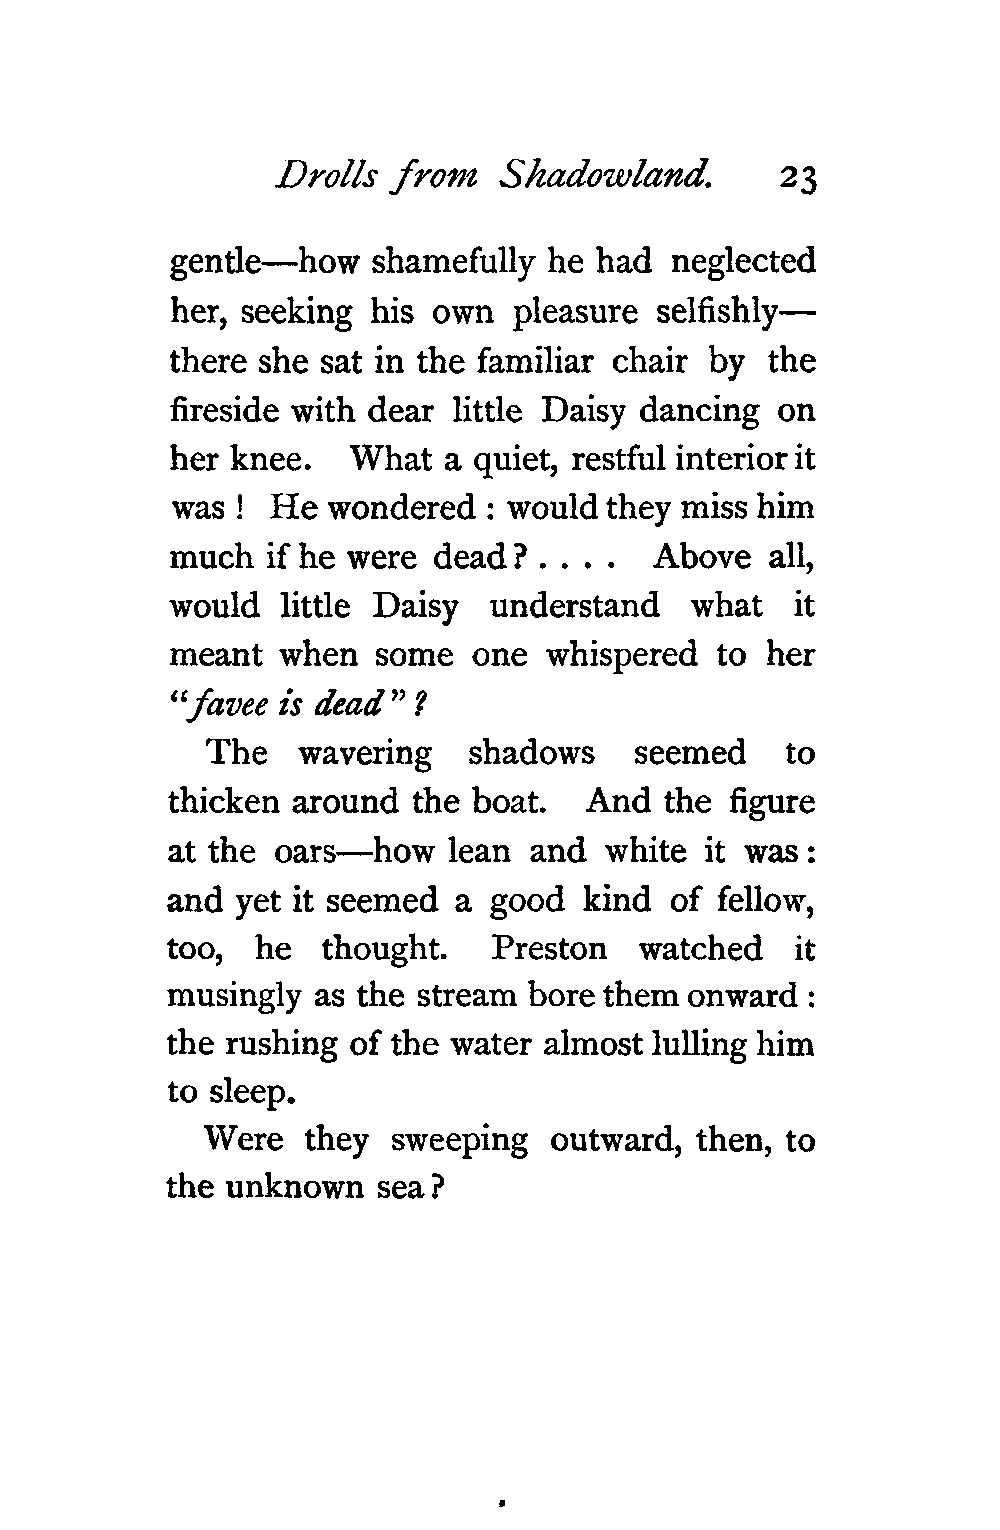 Drolls from Shadowland. 23
gentle—how shamefully he had neglected
her, seeking his own pleasure selfishly—
there she sat in the familiar chair by the
fireside with dear little Daisy dancing on
her knee. What a quiet, restful interior it
was ! He wondered : would they miss him
much if he were dead ? . . . . Above all,
would little Daisy understand what it
meant when some one whispered to her
“favee is dead” ?
The wavering shadows seemed to
thicken around the boat. And the figure
at the oars—how lean and white it was :
and yet it seemed a good kind of fellow,
too, he thought. Preston watched it
musingly as the stream bore them onward :
the rushing of the water almost lulling him
to sleep.
Were they sweeping outward, then, to
the unknown sea ?